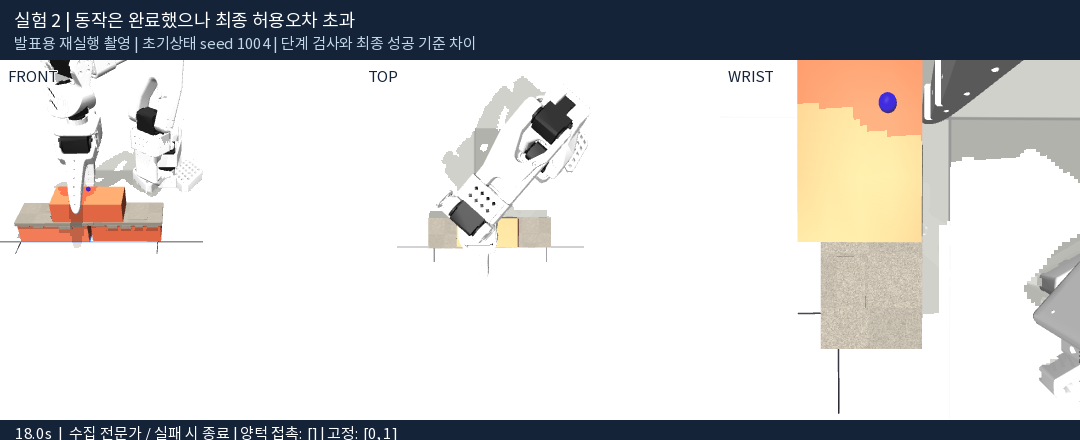 실험 2 | 동작은 완료했으나 최종 허용오차 초과
발표용 재실행 촬영 | 초기상태 seed 1004 | 단계 검사와 최종 성공 기준 차이
FRONT
TOP
WRIST
18.0s | 수집 전문가 / 실패 시 종료 | 양턱 접촉: [] | 고정: [0,1]